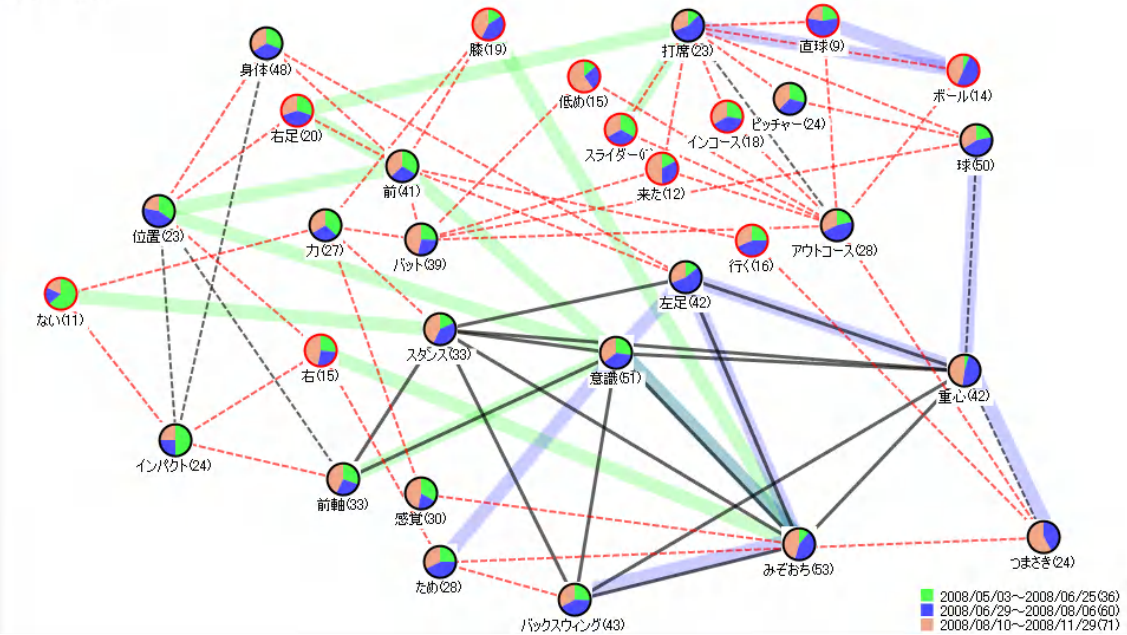 膝(19)
打席(23)
直球(9)
身体(48)
低め(15)
ボール(14)
右足(20)
インコース(18)
ピッチャー(24)
スライダー(
球(50)
前(41)
来た(12)
位置(23)
力(27)
バット(39)
行く(16)
アウトコース(28)
左足(42)
ない(11)
スタンス(33)
右(15)
意識(51)
重心(42)
インパクト(24)
前軸(33)
感覚(30)
ため(28)
みぞおち(53)
つまさき(24)
バックスウィング(43)
2008/05/03～2008/06/25(36)
2008/06/29～2008/08/06(60)
2008/08/10～2008/11/29(71)